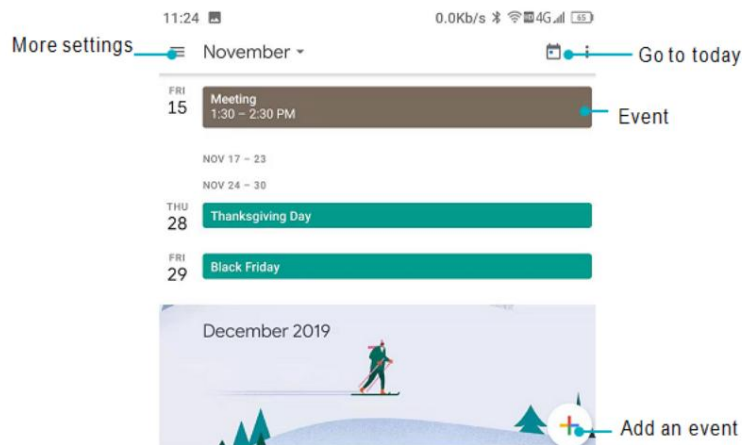 11:24 0.0Kb/s HD 4G 65
More settings
November
Go to today
FRI
15
Meeting
1:30 – 2:30 PM
Event
NOV 17 – 23
NOV 24 – 30
THU
28
Thanksgiving Day
FRI
29
Black Friday
December 2019
Add an event